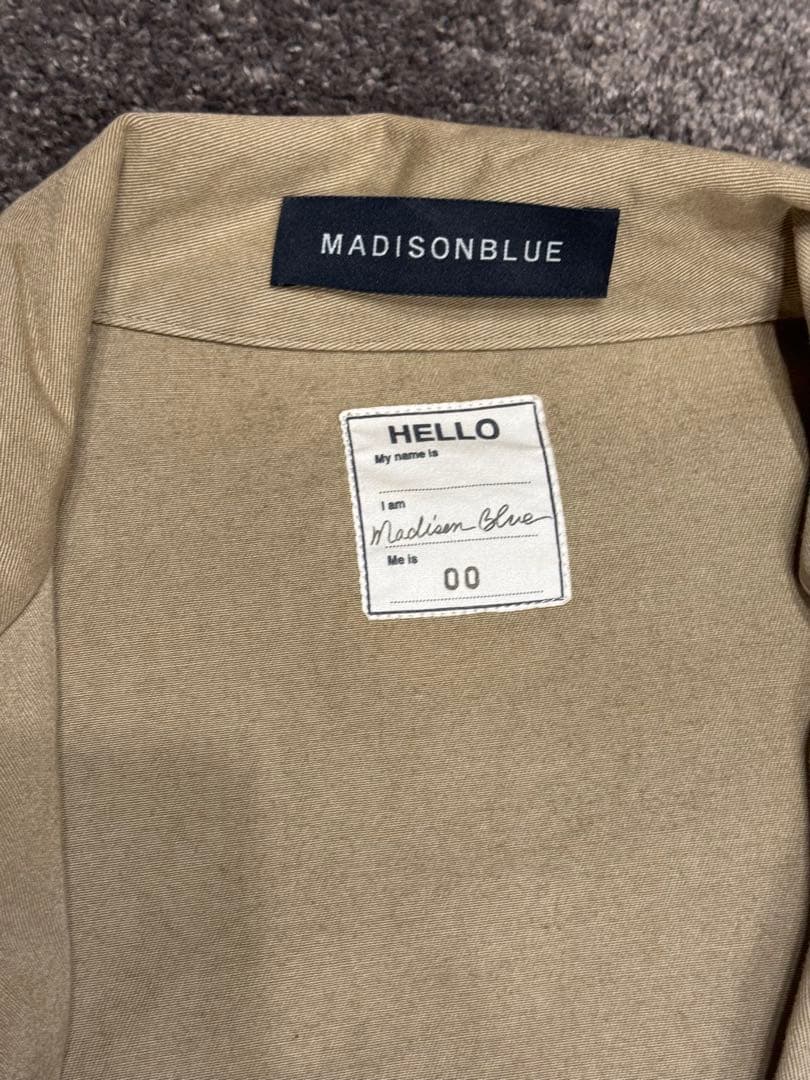 MADISONBLUE
HELLO
My name is
I am
Madison Blue
Me is
00